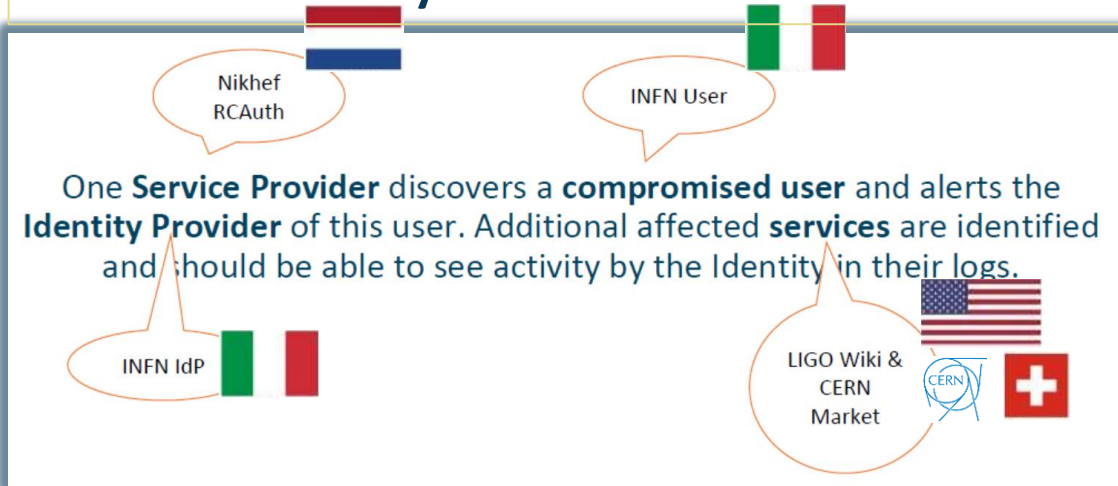 Nikhef
RCAuth
INFN User
One Service Provider discovers a compromised user and alerts the
Identity Provider of this user. Additional affected services are identified
and should be able to see activity by the Identity in their logs.
INFN IdP
LIGO Wiki &
CERN
Market
CERN